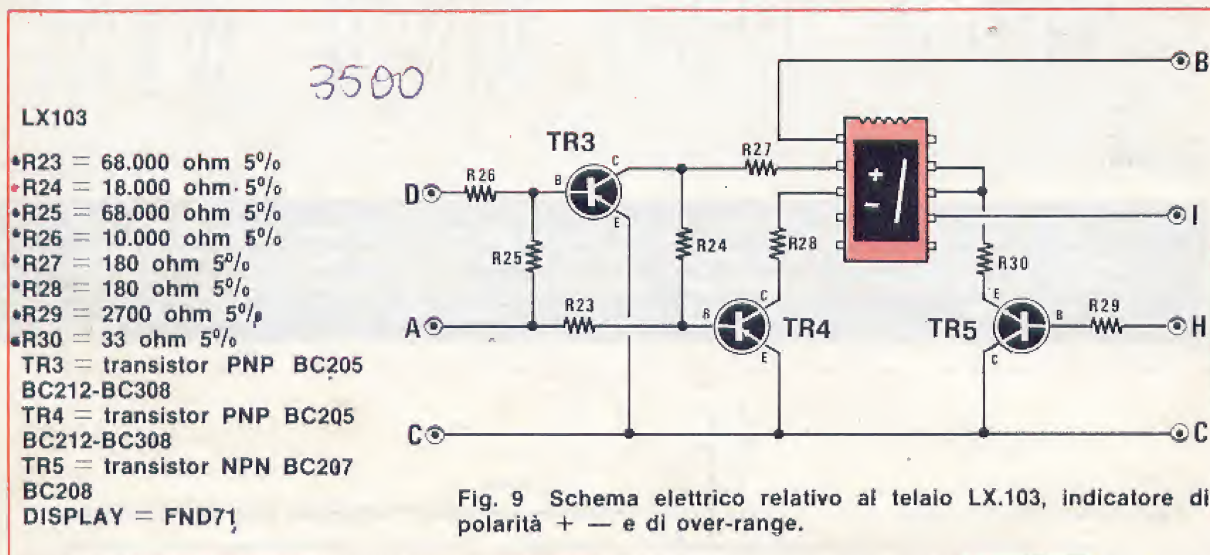 3500
LX103
R23 = 68.000 ohm 5%
R24 = 18.000 ohm 5%
R25 = 68.000 ohm 5%
R26 = 10.000 ohm 5%
R27 = 180 ohm 5%
R28 = 180 ohm 5%
R29 = 2700 ohm 5%
R30 = 33 ohm 5%
TR3 = transistor PNP BC205
BC212-BC308
TR4 = transistor PNP BC205
BC212-BC308
TR5 = transistor NPN BC207
BC208
DISPLAY = FND71
B
TR3
R27
C
D
R26
B
+
−
E
I
R25
R24
R28
R30
C
E
A
R23
B
TR4
TR5
B
R29
H
E
C
C
C
Fig. 9 Schema elettrico relativo al telaio LX.103, indicatore di
polarità + — e di over-range.